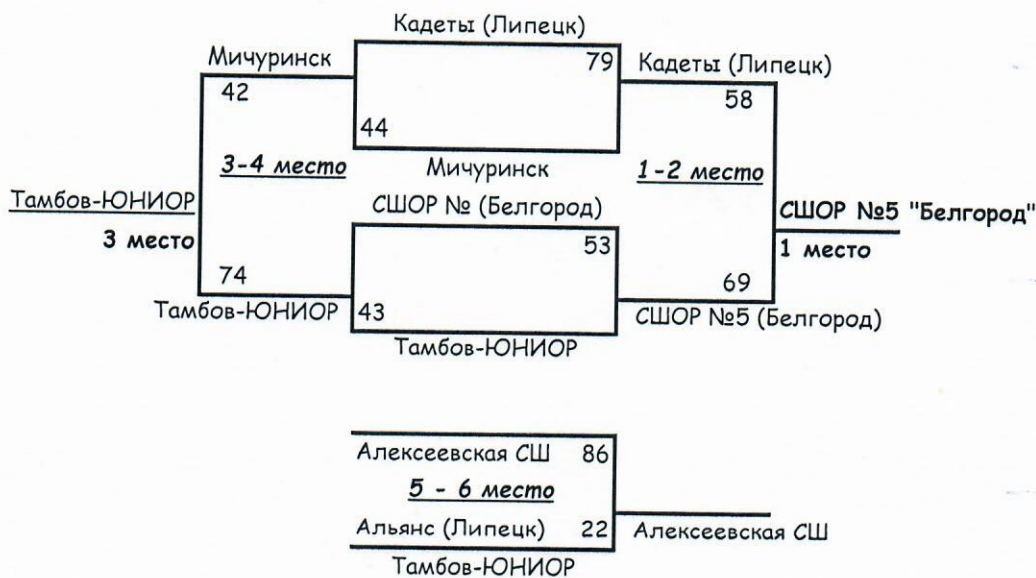 Кадеты (Липецк)
Мичуринск 79 Кадеты (Липецк)
42 58
44
3-4 место Мичуринск 1-2 место
Тамбов-ЮНИОР СШОР № (Белгород) СШОР №5 "Белгород"
3 место 53 1 место
74 69
Тамбов-ЮНИОР 43 СШОР №5 (Белгород)
Тамбов-ЮНИОР
Алексеевская СШ 86
5 - 6 место
Альянс (Липецк) 22 Алексеевская СШ
Тамбов-ЮНИОР